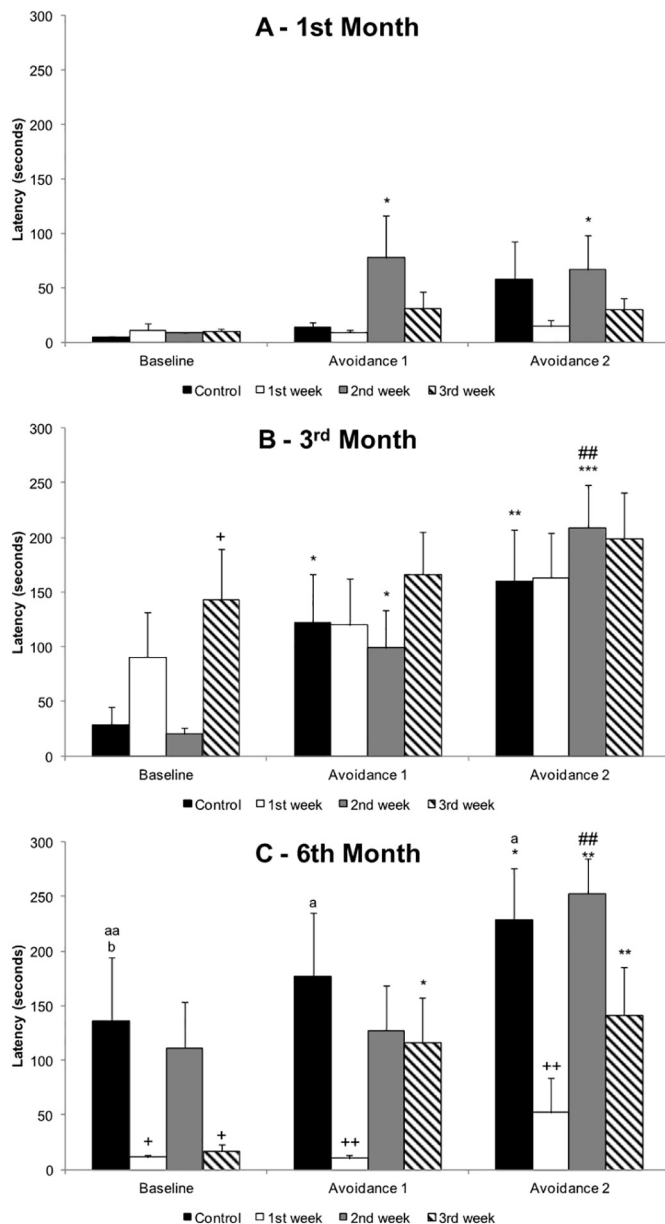 A - 1st Month
300
250
200
150
100
50
0
Latency (seconds)
*
*
Baseline
Avoidance 1
Avoidance 2
Control
1st week
2nd week
3rd week
B - 3rd Month
300
250
200
150
100
50
0
Latency (seconds)
+
*
*
**
##
***
Baseline
Avoidance 1
Avoidance 2
Control
1st week
2nd week
3rd week
C - 6th Month
300
250
200
150
100
50
0
Latency (seconds)
aa
b
+
+
a
++
*
a
*
++
##
**
**
Baseline
Avoidance 1
Avoidance 2
Control
1st week
2nd week
3rd week